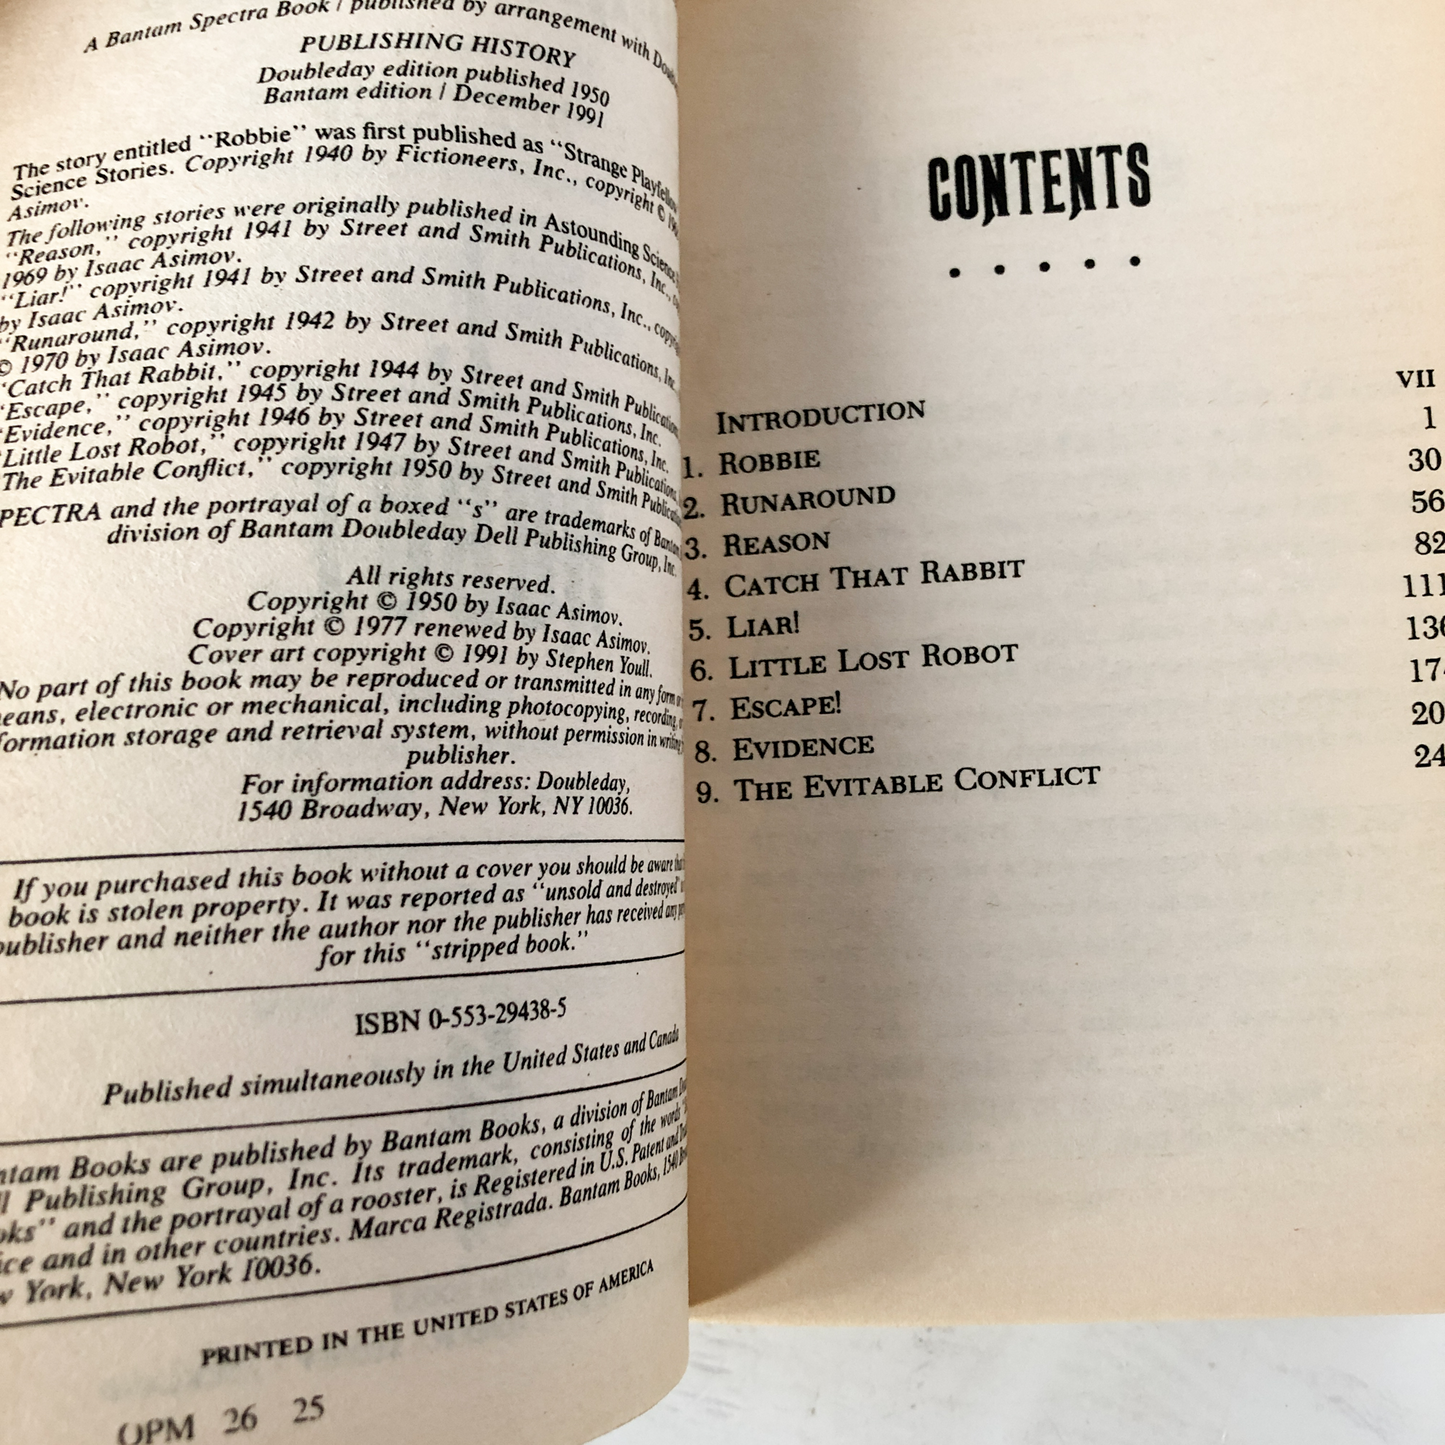 A Bantam Spectra Book / published by arrangement with
PUBLISHING HISTORY
Doubleday edition published 1950
Bantam edition / December 1991
The story entitled "Robbie" was first published as "Strange Playfellow
Science Stories. Copyright 1940 by Fictioneers, Inc., copyright ©
Asimov.
The following stories were originally published in Astounding Science
"Reason," copyright 1941 by Street and Smith Publications, Inc.,
1969 by Isaac Asimov.
"Liar!" copyright 1941 by Street and Smith Publications, Inc.,
by Isaac Asimov.
"Runaround," copyright 1942 by Street and Smith Publications, Inc.,
© 1970 by Isaac Asimov.
"Catch That Rabbit," copyright 1944 by Street and Smith
"Escape," copyright 1945 by Street and Smith Publications, Inc.
"Evidence," copyright 1946 by Street and Smith Publications, Inc.
"Little Lost Robot," copyright 1947 by Street and Smith Publications,
The Evitable Conflict," copyright 1950 by Street and Smith
PECTRA and the portrayal of a boxed "s" are trademarks of
division of Bantam Doubleday Dell Publishing Group, Inc.
All rights reserved.
Copyright © 1950 by Isaac Asimov.
Copyright © 1977 renewed by Isaac Asimov.
Cover art copyright © 1991 by Stephen Youll.
No part of this book may be reproduced or transmitted in any form
eans, electronic or mechanical, including photocopying, recording,
formation storage and retrieval system, without permission in writing
publisher.
For information address: Doubleday,
1540 Broadway, New York, NY 10036.
If you purchased this book without a cover you should be aware
book is stolen property. It was reported as "unsold and destroyed"
publisher and neither the author nor the publisher has received any
for this "stripped book."
ISBN 0-553-29438-5
Published simultaneously in the United States and Canada
ntam Books are published by Bantam Books, a division of Bantam
ll Publishing Group, Inc. Its trademark, consisting of the words
oks" and the portrayal of a rooster, is Registered in U.S. Patent and
ice and in other countries. Marca Registrada. Bantam Books, 1540
w York, New York 10036.
PRINTED IN THE UNITED STATES OF AMERICA
OPM 26 25
CONTENTS
INTRODUCTION VII
1. ROBBIE 1
2. RUNAROUND 30
3. REASON 56
4. CATCH THAT RABBIT 82
5. LIAR! 111
6. LITTLE LOST ROBOT 136
7. ESCAPE! 17
8. EVIDENCE 20
9. THE EVITABLE CONFLICT 24